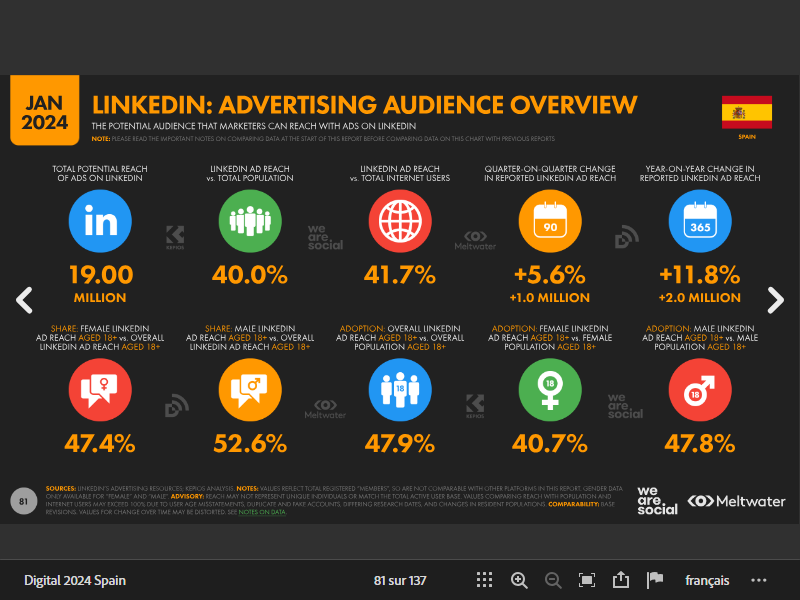 JAN
2024
LINKEDIN: ADVERTISING AUDIENCE OVERVIEW
THE POTENTIAL AUDIENCE THAT MARKETERS CAN REACH WITH ADS ON LINKEDIN
NOTE: PLEASE READ THE IMPORTANT NOTES ON COMPARING DATA AT THE START OF THIS REPORT BEFORE COMPARING DATA ON THIS CHART WITH PREVIOUS REPORTS
SPAIN
TOTAL POTENTIAL REACH
OF ADS ON LINKEDIN
LINKEDIN AD REACH
vs. TOTAL POPULATION
LINKEDIN AD REACH
vs. TOTAL INTERNET USERS
QUARTER-ON-QUARTER CHANGE
IN REPORTED LINKEDIN AD REACH
YEAR-ON-YEAR CHANGE IN
REPORTED LINKEDIN AD REACH
in
90
365
KEPIOS
we
are.
social
Meltwater
19.00
MILLION
40.0%
41.7%
+5.6%
+1.0 MILLION
+11.8%
+2.0 MILLION
SHARE: FEMALE LINKEDIN
AD REACH AGED 18+ vs. OVERALL
LINKEDIN AD REACH AGED 18+
SHARE: MALE LINKEDIN
AD REACH AGED 18+ vs. OVERALL
LINKEDIN AD REACH AGED 18+
ADOPTION: OVERALL LINKEDIN
AD REACH AGED 18+ vs. OVERALL
POPULATION AGED 18+
ADOPTION: FEMALE LINKEDIN
AD REACH AGED 18+ vs. FEMALE
POPULATION AGED 18+
ADOPTION: MALE LINKEDIN
AD REACH AGED 18+ vs. MALE
POPULATION AGED 18+
18
18
18
Meltwater
KEPIOS
we
are.
social
47.4%
52.6%
47.9%
40.7%
47.8%
81
SOURCES: LINKEDIN'S ADVERTISING RESOURCES; KEPIOS ANALYSIS. NOTES: VALUES REFLECT TOTAL REGISTERED "MEMBERS", SO ARE NOT COMPARABLE WITH OTHER PLATFORMS IN THIS REPORT. GENDER DATA
ONLY AVAILABLE FOR "FEMALE" AND "MALE". ADVISORY: REACH MAY NOT REPRESENT UNIQUE INDIVIDUALS OR MATCH THE TOTAL ACTIVE USER BASE. VALUES COMPARING REACH WITH POPULATION AND
INTERNET USERS MAY EXCEED 100% DUE TO USER AGE MISSTATEMENTS, DUPLICATE AND FAKE ACCOUNTS, DIFFERING RESEARCH DATES, AND CHANGES IN RESIDENT POPULATIONS. COMPARABILITY: BASE
REVISIONS. VALUES FOR CHANGE OVER TIME MAY BE DISTORTED. SEE NOTES ON DATA.
we
are.
social
Meltwater
Digital 2024 Spain
81 sur 137
français